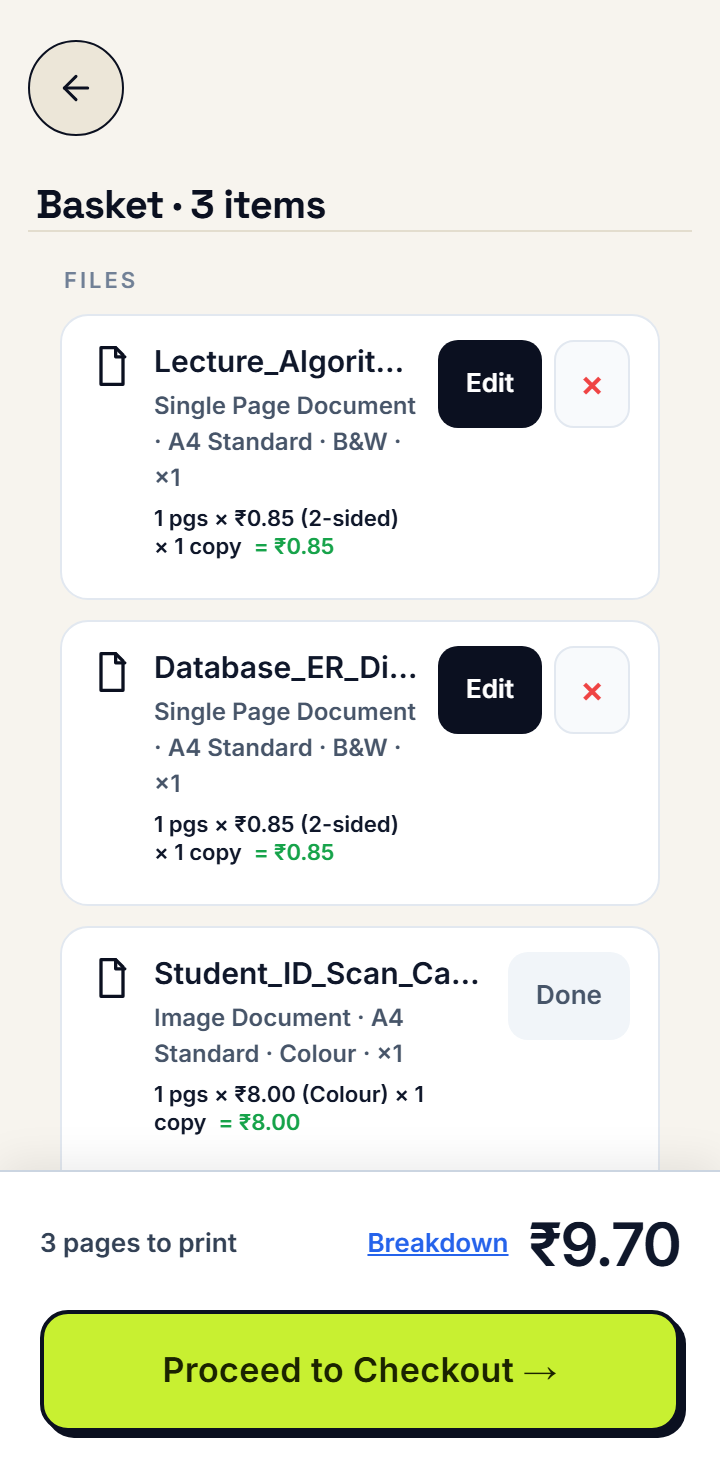 Basket · 3 items
FILES
Lecture_Algorit...
Edit
×
Single Page Document
· A4 Standard · B&W ·
×1
1 pgs × ₹0.85 (2-sided)
× 1 copy = ₹0.85
Database_ER_Di...
Edit
×
Single Page Document
· A4 Standard · B&W ·
×1
1 pgs × ₹0.85 (2-sided)
× 1 copy = ₹0.85
Student_ID_Scan_Ca...
Done
Image Document · A4
Standard · Colour · ×1
1 pgs × ₹8.00 (Colour) × 1
copy = ₹8.00
3 pages to print Breakdown ₹9.70
Proceed to Checkout →